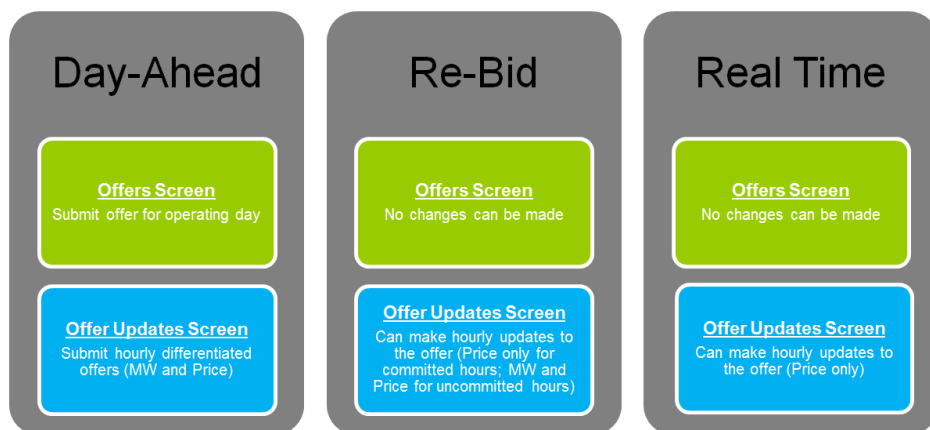 Day-Ahead
Offers Screen
Submit offer for operating day
Offer Updates Screen
Submit hourly differentiated
offers (MW and Price)
Re-Bid
Offers Screen
No changes can be made
Offer Updates Screen
Can make hourly updates to
the offer (Price only for
committed hours; MW and
Price for uncommitted hours)
Real Time
Offers Screen
No changes can be made
Offer Updates Screen
Can make hourly updates to
the offer (Price only)